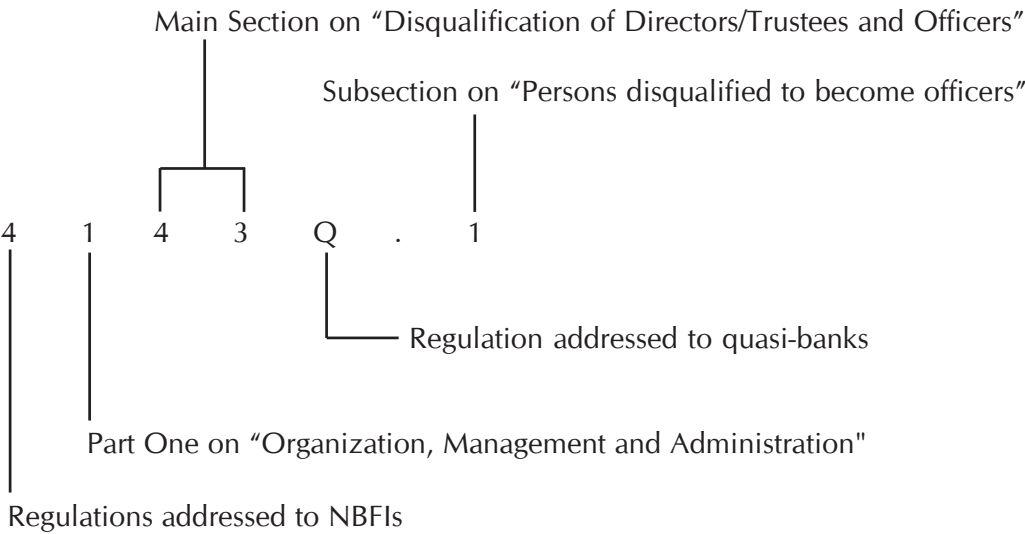 Main Section on “Disqualification of Directors/Trustees and Officers”
Subsection on “Persons disqualified to become officers”
4 1 4 3 Q . 1
Regulation addressed to quasi-banks
Part One on “Organization, Management and Administration"
Regulations addressed to NBFIs